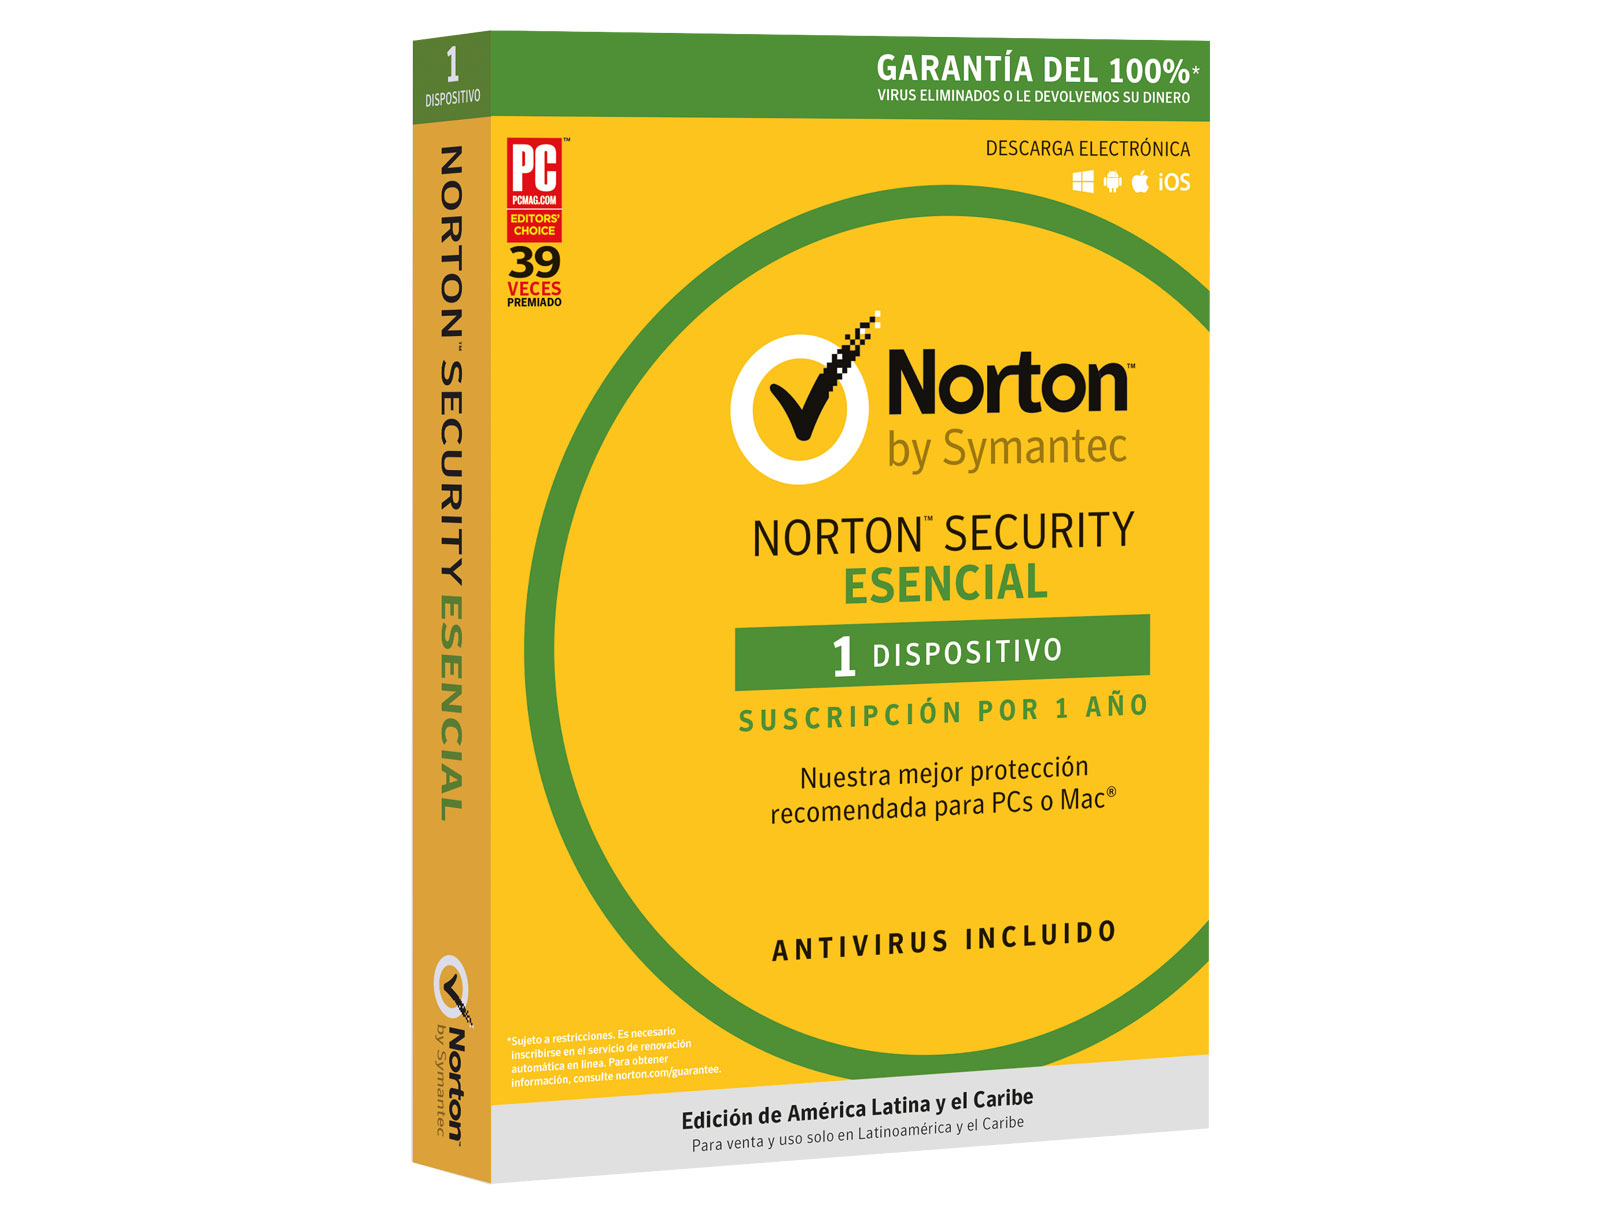 1
DISPOSITIVO
NORTON™ SECURITY ESENCIAL
Norton
by Symantec
GARANTÍA DEL 100%*
VIRUS ELIMINADOS O LE DEVOLVEMOS SU DINERO
DESCARGA ELECTRÓNICA
iOS
PC™
PCMAG.COM
EDITORS'
CHOICE
39
VECES
PREMIADO
Norton™
by Symantec
NORTON™ SECURITY
ESENCIAL
1 DISPOSITIVO
SUSCRIPCIÓN POR 1 AÑO
Nuestra mejor protección
recomendada para PCs o Mac®
ANTIVIRUS INCLUIDO
*Sujeto a restricciones. Es necesario
inscribirse en el servicio de renovación
automática en línea. Para obtener
información, consulte norton.com/guarantee.
Edición de América Latina y el Caribe
Para venta y uso solo en Latinoamérica y el Caribe